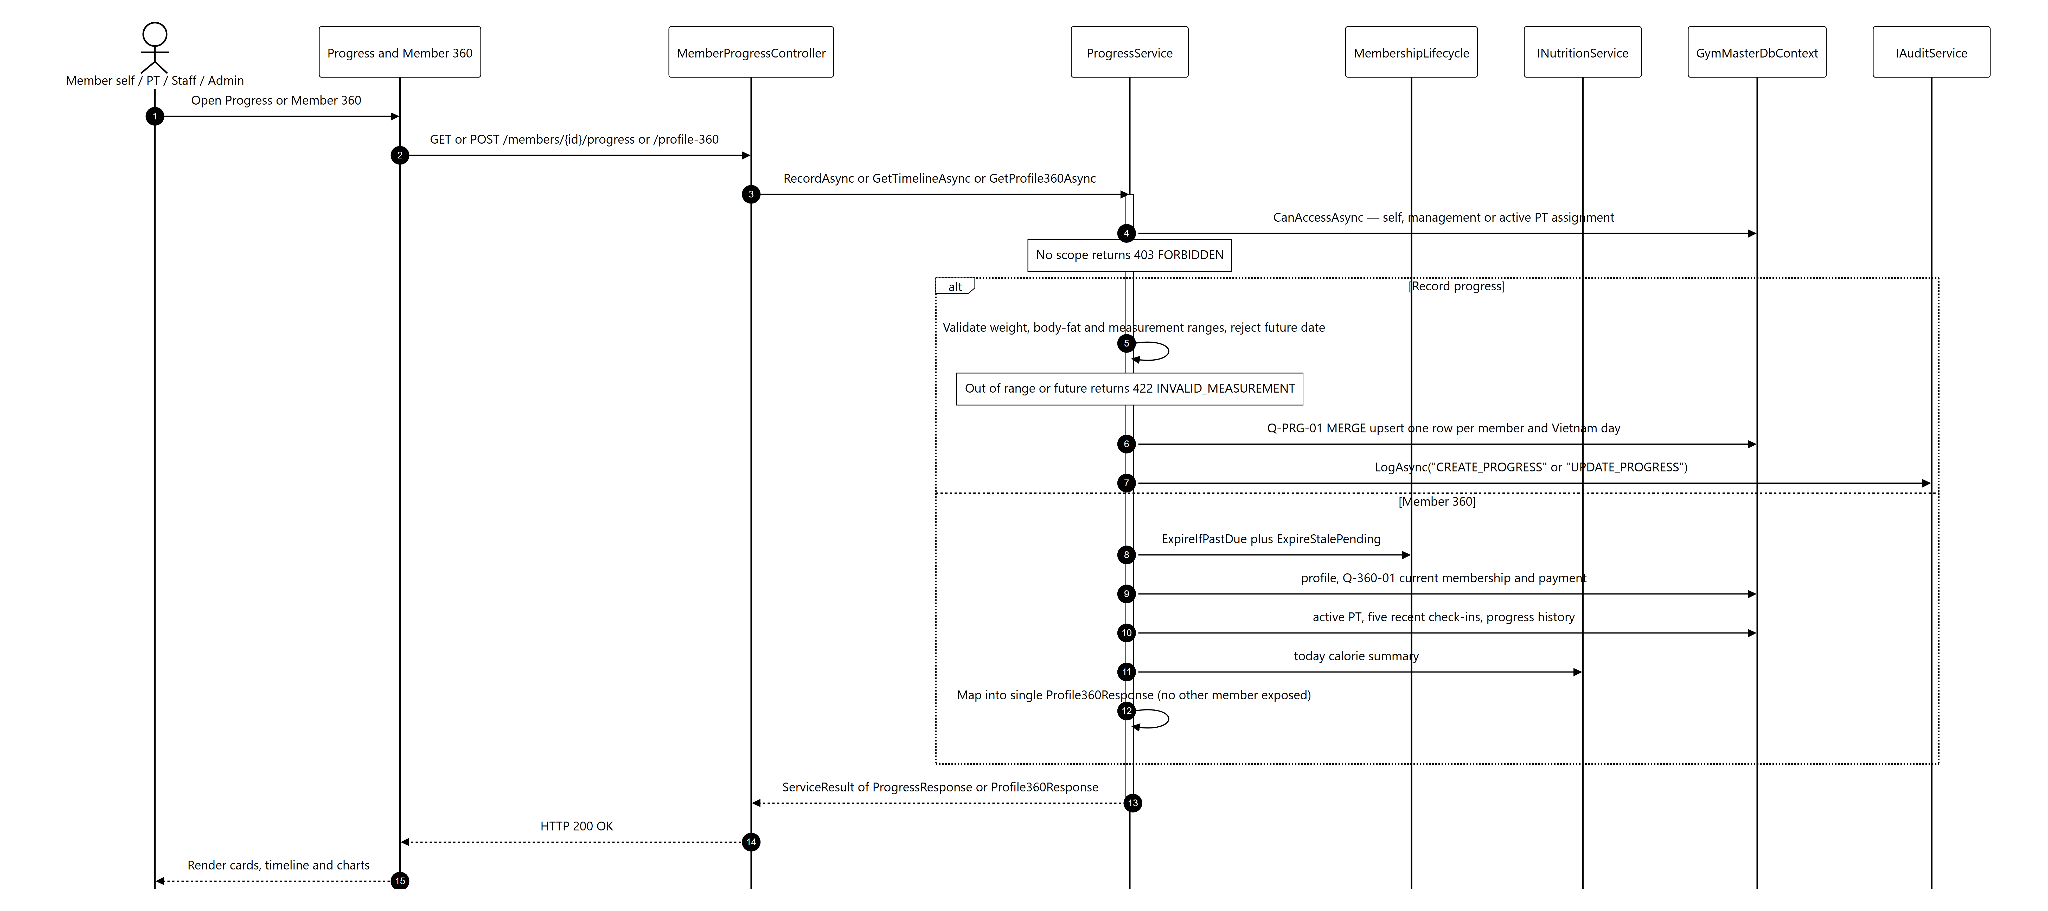 Member self / PT / Staff / Admin
Progress and Member 360
MemberProgressController
ProgressService
MembershipLifecycle
INutritionService
GymMasterDbContext
IAuditService
Open Progress or Member 360
1
GET or POST /members/{id}/progress or /profile-360
2
RecordAsync or GetTimelineAsync or GetProfile360Async
3
CanAccessAsync — self, management or active PT assignment
4
No scope returns 403 FORBIDDEN
alt
[Record progress]
Validate weight, body-fat and measurement ranges, reject future date
5
Out of range or future returns 422 INVALID_MEASUREMENT
Q-PRG-01 MERGE upsert one row per member and Vietnam day
6
LogAsync("CREATE_PROGRESS" or "UPDATE_PROGRESS")
7
[Member 360]
ExpireIfPastDue plus ExpireStalePending
8
profile, Q-360-01 current membership and payment
9
active PT, five recent check-ins, progress history
10
today calorie summary
11
Map into single Profile360Response (no other member exposed)
12
ServiceResult of ProgressResponse or Profile360Response
13
HTTP 200 OK
14
Render cards, timeline and charts
15